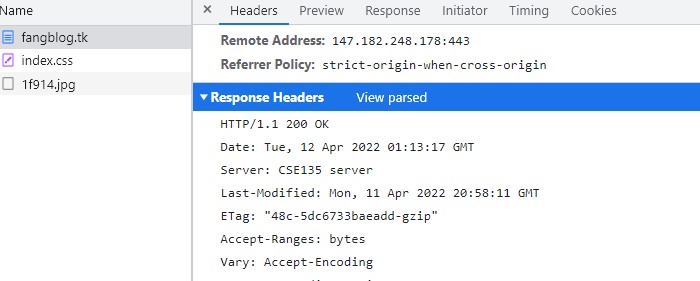 Name
fangblog.tk
index.css
1f914.jpg
Headers Preview Response Initiator Timing Cookies
Remote Address: 147.182.248.178:443
Referrer Policy: strict-origin-when-cross-origin
Response Headers View parsed
HTTP/1.1 200 OK
Date: Tue, 12 Apr 2022 01:13:17 GMT
Server: CSE135 server
Last-Modified: Mon, 11 Apr 2022 20:58:11 GMT
ETag: "48c-5dc6733baeadd-gzip"
Accept-Ranges: bytes
Vary: Accept-Encoding